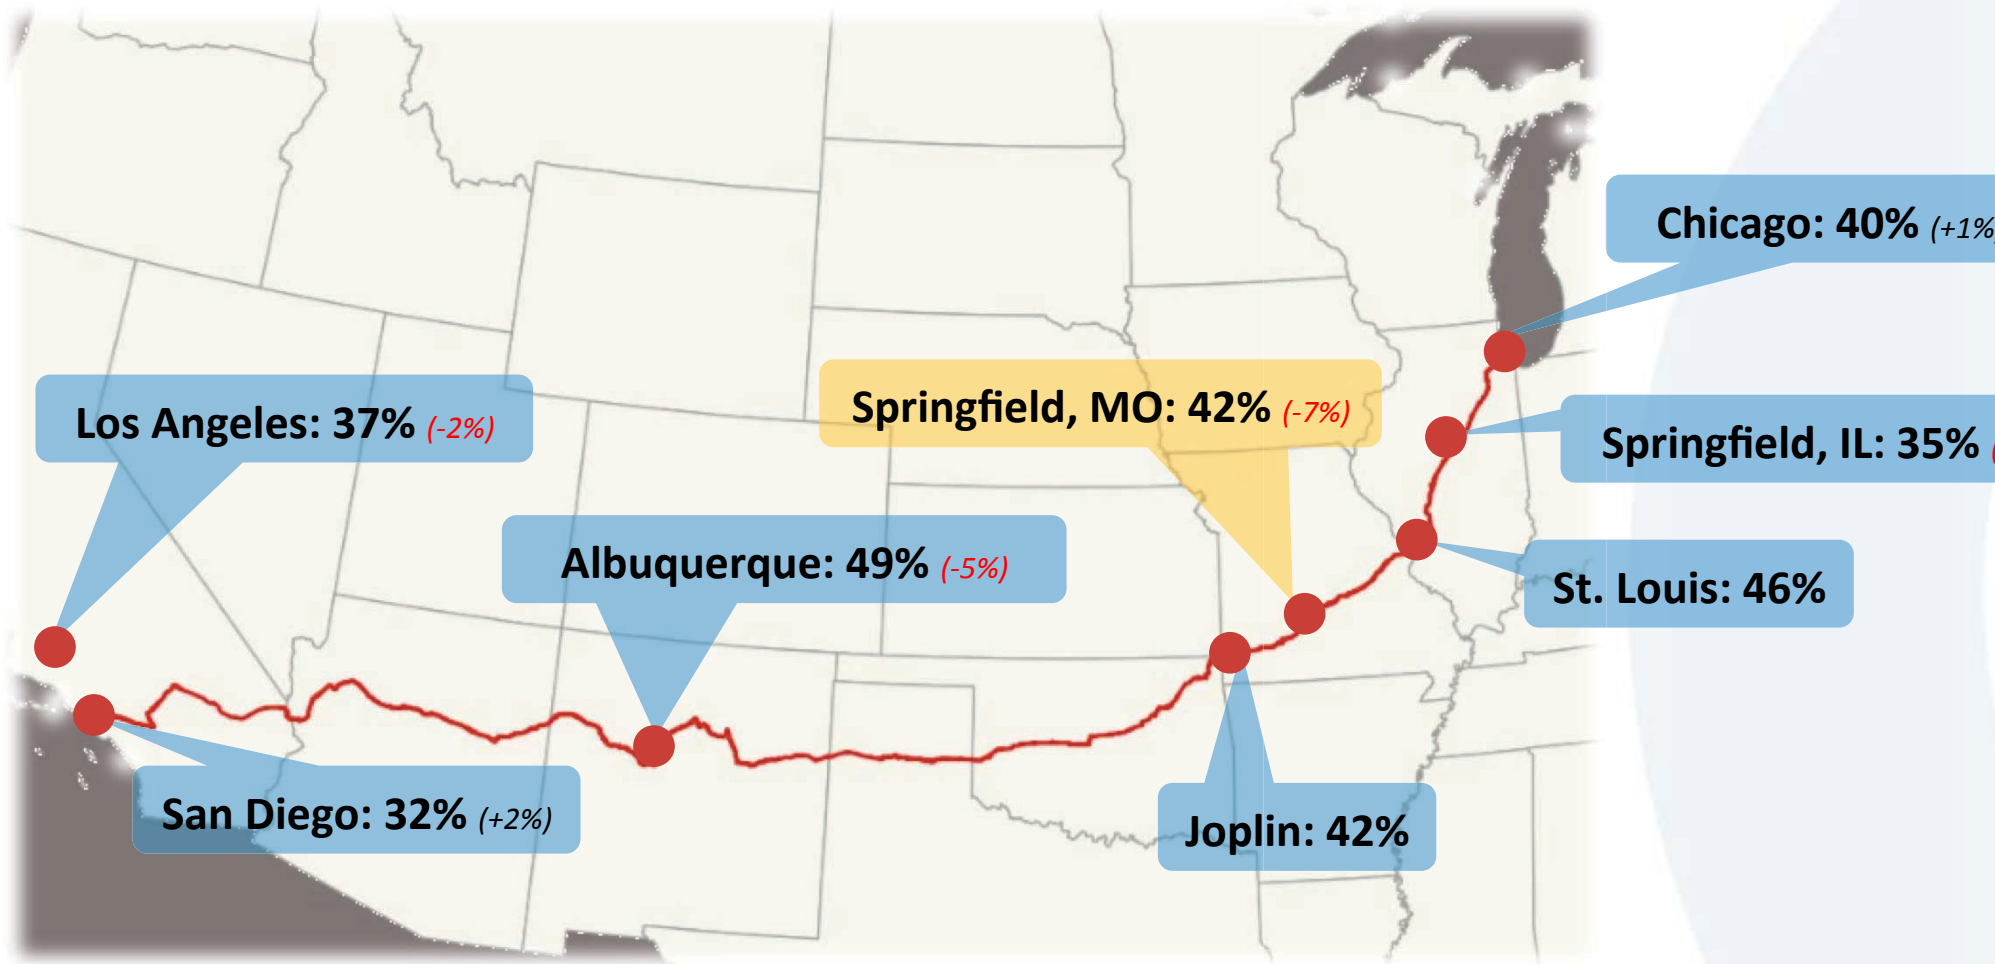 Chicago: 40% (+1%
Los Angeles: 37% (-2%)
Springfield, MO: 42% (-7%)
Springfield, IL: 35% (
Albuquerque: 49% (-5%)
St. Louis: 46%
San Diego: 32% (+2%)
Joplin: 42%